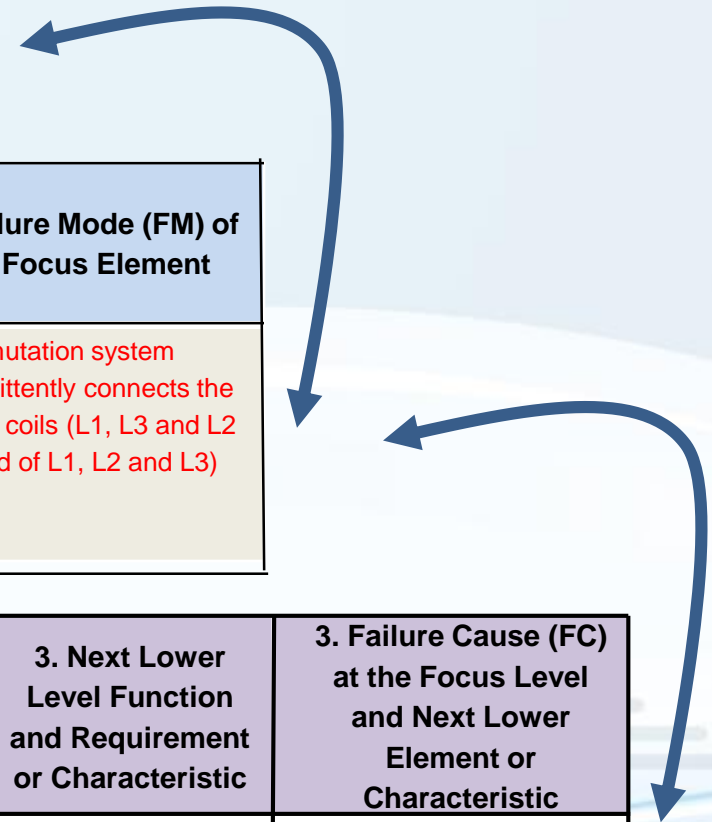 lure Mode (FM) of
Focus Element
nutation system
ittently connects the
coils (L1, L3 and L2
d of L1, L2 and L3)
3. Next Lower
Level Function
and Requirement
or Characteristic
3. Failure Cause (FC)
at the Focus Level
and Next Lower
Element or
Characteristic